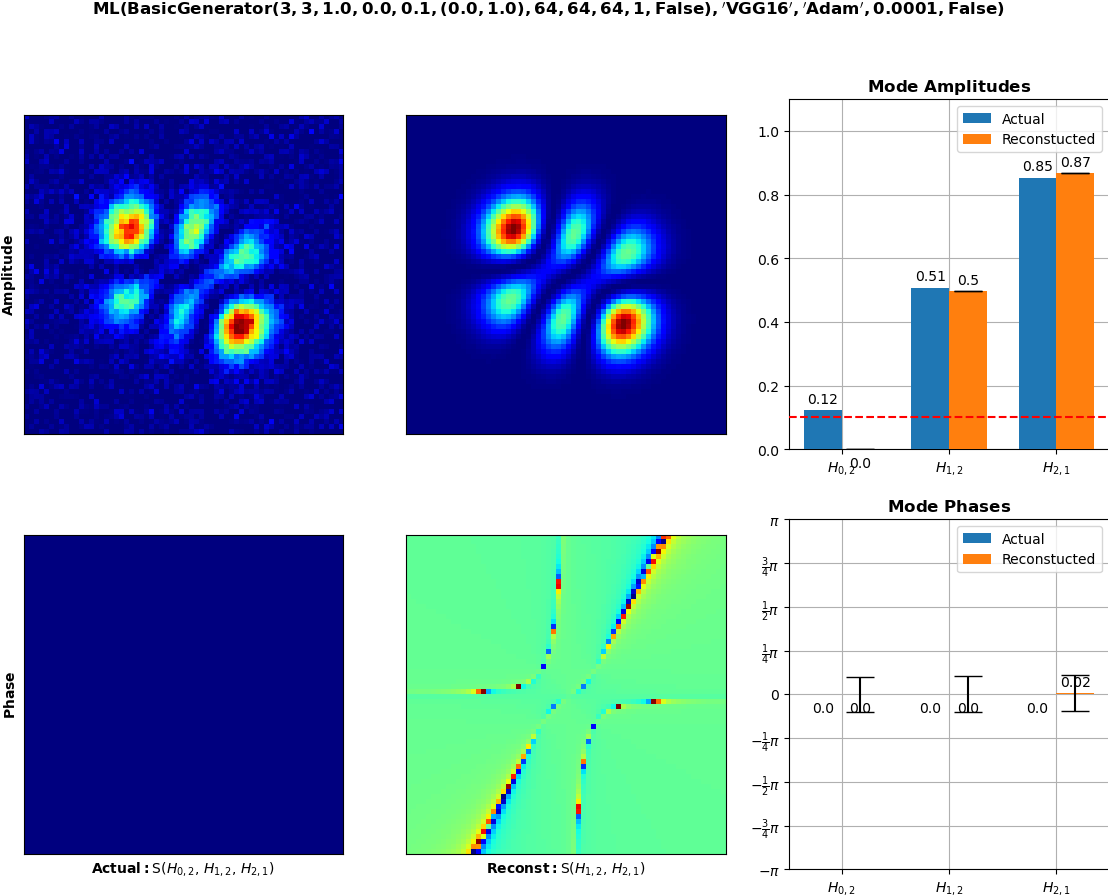 ML(BasicGenerator(3, 3, 1.0, 0.0, 0.1, (0.0, 1.0), 64, 64, 64, 1, False), ′VGG16′, ′Adam′, 0.0001, False)
Amplitude
Mode Amplitudes
Actual
Reconstucted
1.0
0.8
0.6
0.4
0.2
0.0
0.12
0.0
0.51
0.5
0.85
0.87
H0, 2
H1, 2
H2, 1
Phase
Actual: S(H0, 2, H1, 2, H2, 1)
Reconst: S(H1, 2, H2, 1)
Mode Phases
Actual
Reconstucted
π
3/4π
1/2π
1/4π
0
−1/4π
−1/2π
−3/4π
−π
0.0
0.0
0.0
0.0
0.0
0.02
H0, 2
H1, 2
H2, 1